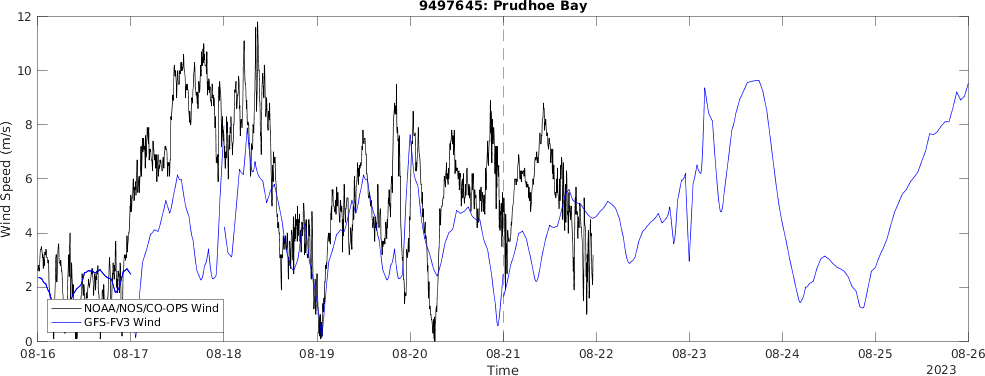 9497645: Prudhoe Bay
Wind Speed (m/s)
12
10
8
6
4
2
0
NOAA/NOS/CO-OPS Wind
GFS-FV3 Wind
08-16 08-17 08-18 08-19 08-20 08-21 08-22 08-23 08-24 08-25 08-26
Time
2023